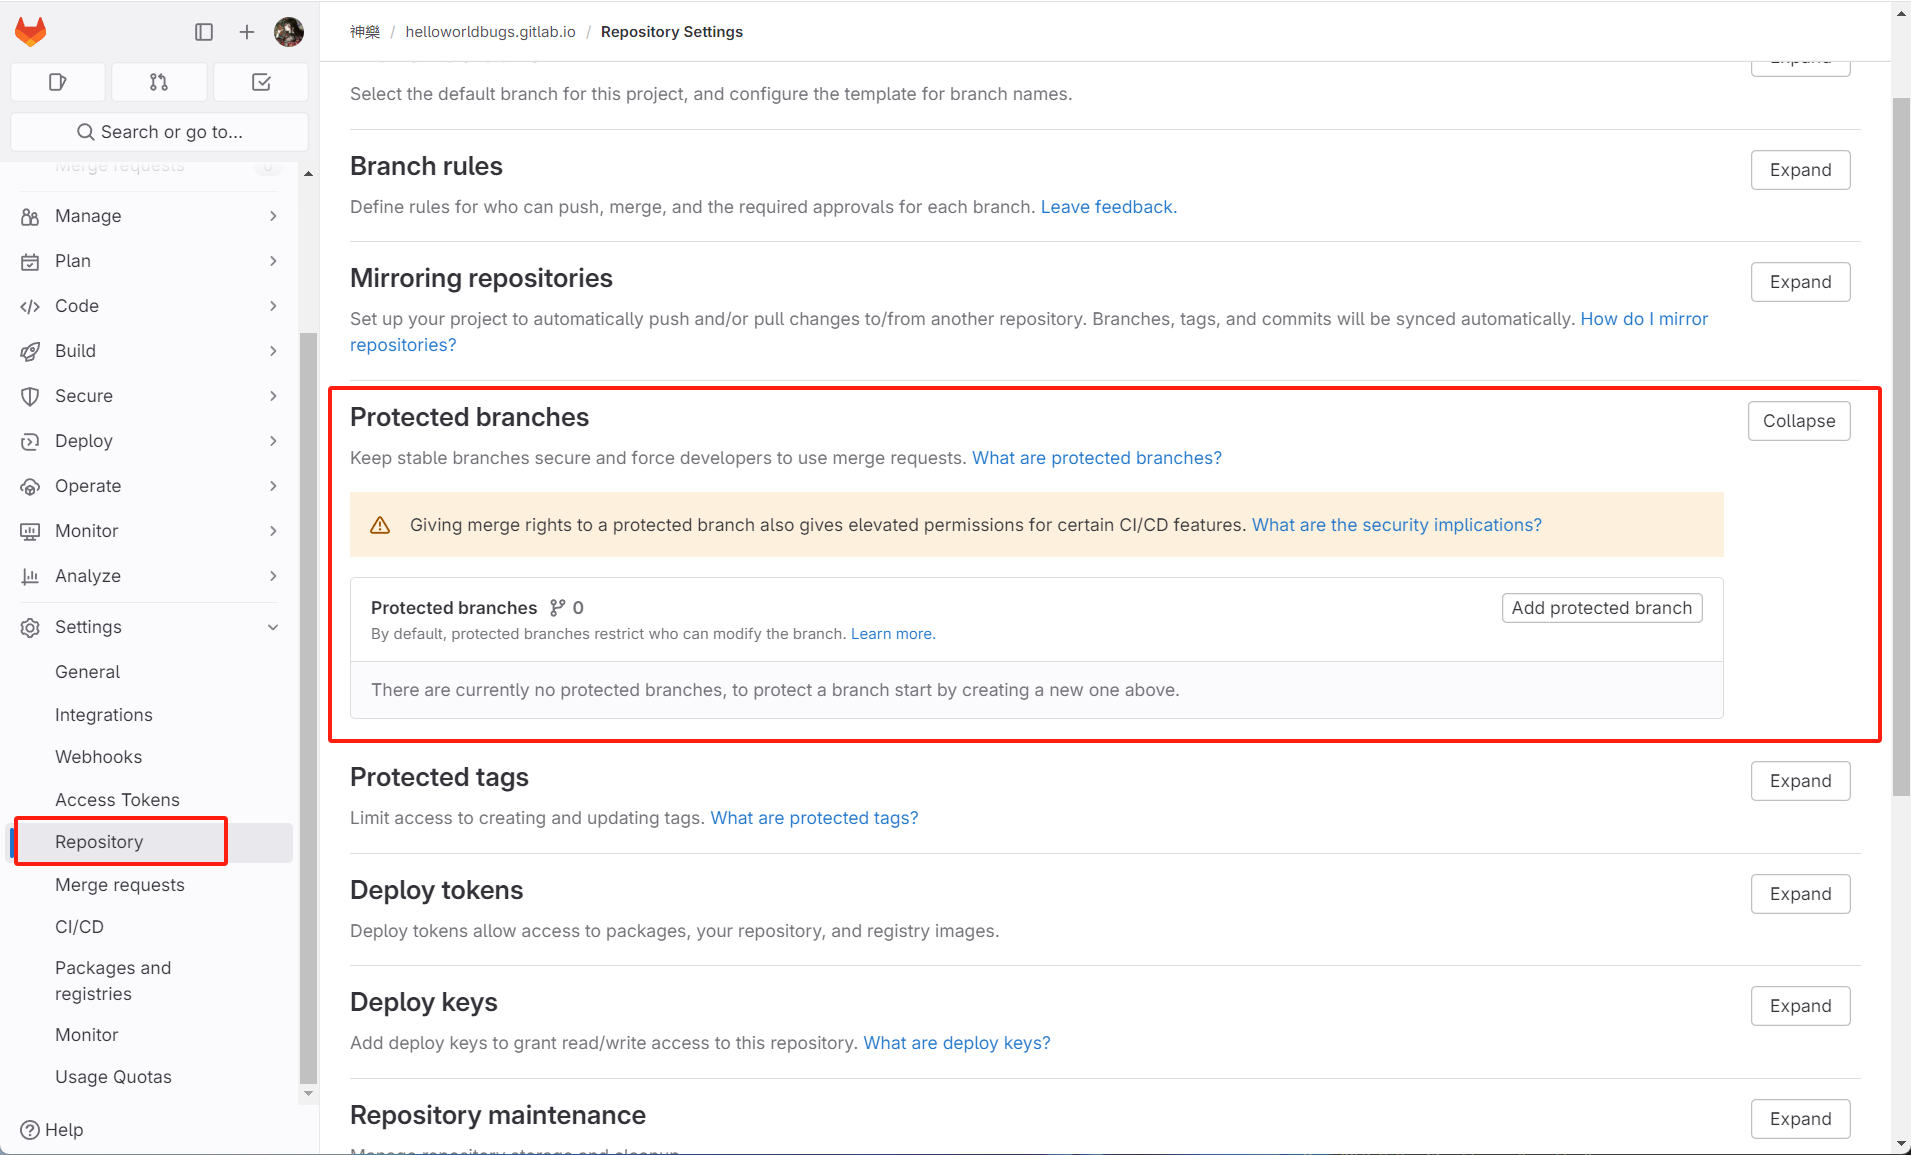 神樂 / helloworldbugs.gitlab.io / Repository Settings
Expand
Select the default branch for this project, and configure the template for branch names.
Search or go to...
Merge requests 0
Manage
Plan
Code
Build
Secure
Deploy
Operate
Monitor
Analyze
Settings
General
Integrations
Webhooks
Access Tokens
Repository
Merge requests
CI/CD
Packages and
registries
Monitor
Usage Quotas
Help
Branch rules
Expand
Define rules for who can push, merge, and the required approvals for each branch. Leave feedback.
Mirroring repositories
Expand
Set up your project to automatically push and/or pull changes to/from another repository. Branches, tags, and commits will be synced automatically. How do I mirror
repositories?
Protected branches
Collapse
Keep stable branches secure and force developers to use merge requests. What are protected branches?
Giving merge rights to a protected branch also gives elevated permissions for certain CI/CD features. What are the security implications?
Protected branches 0
Add protected branch
By default, protected branches restrict who can modify the branch. Learn more.
There are currently no protected branches, to protect a branch start by creating a new one above.
Protected tags
Expand
Limit access to creating and updating tags. What are protected tags?
Deploy tokens
Expand
Deploy tokens allow access to packages, your repository, and registry images.
Deploy keys
Expand
Add deploy keys to grant read/write access to this repository. What are deploy keys?
Repository maintenance
Expand
Manage repository storage and cleanup